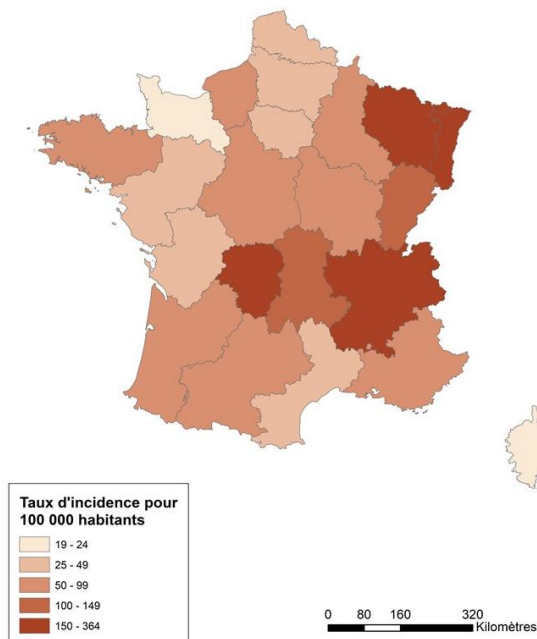 Taux d'incidence pour
100 000 habitants
19 - 24
25 - 49
50 - 99
100 - 149
150 - 364
0 80 160 320
Kilomètres